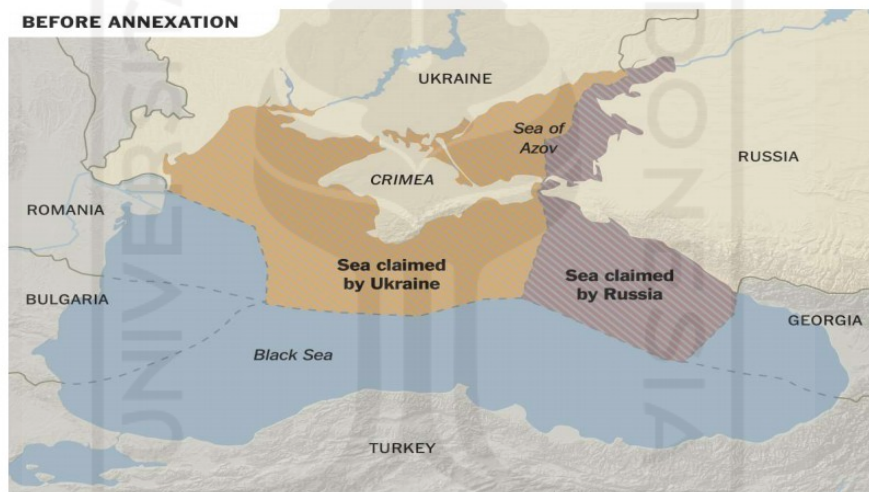 BEFORE ANNEXATION
UKRAINE
Sea of
Azov
RUSSIA
CRIMEA
ROMANIA
Sea claimed
by Ukraine
Sea claimed
by Russia
BULGARIA
GEORGIA
Black Sea
TURKEY